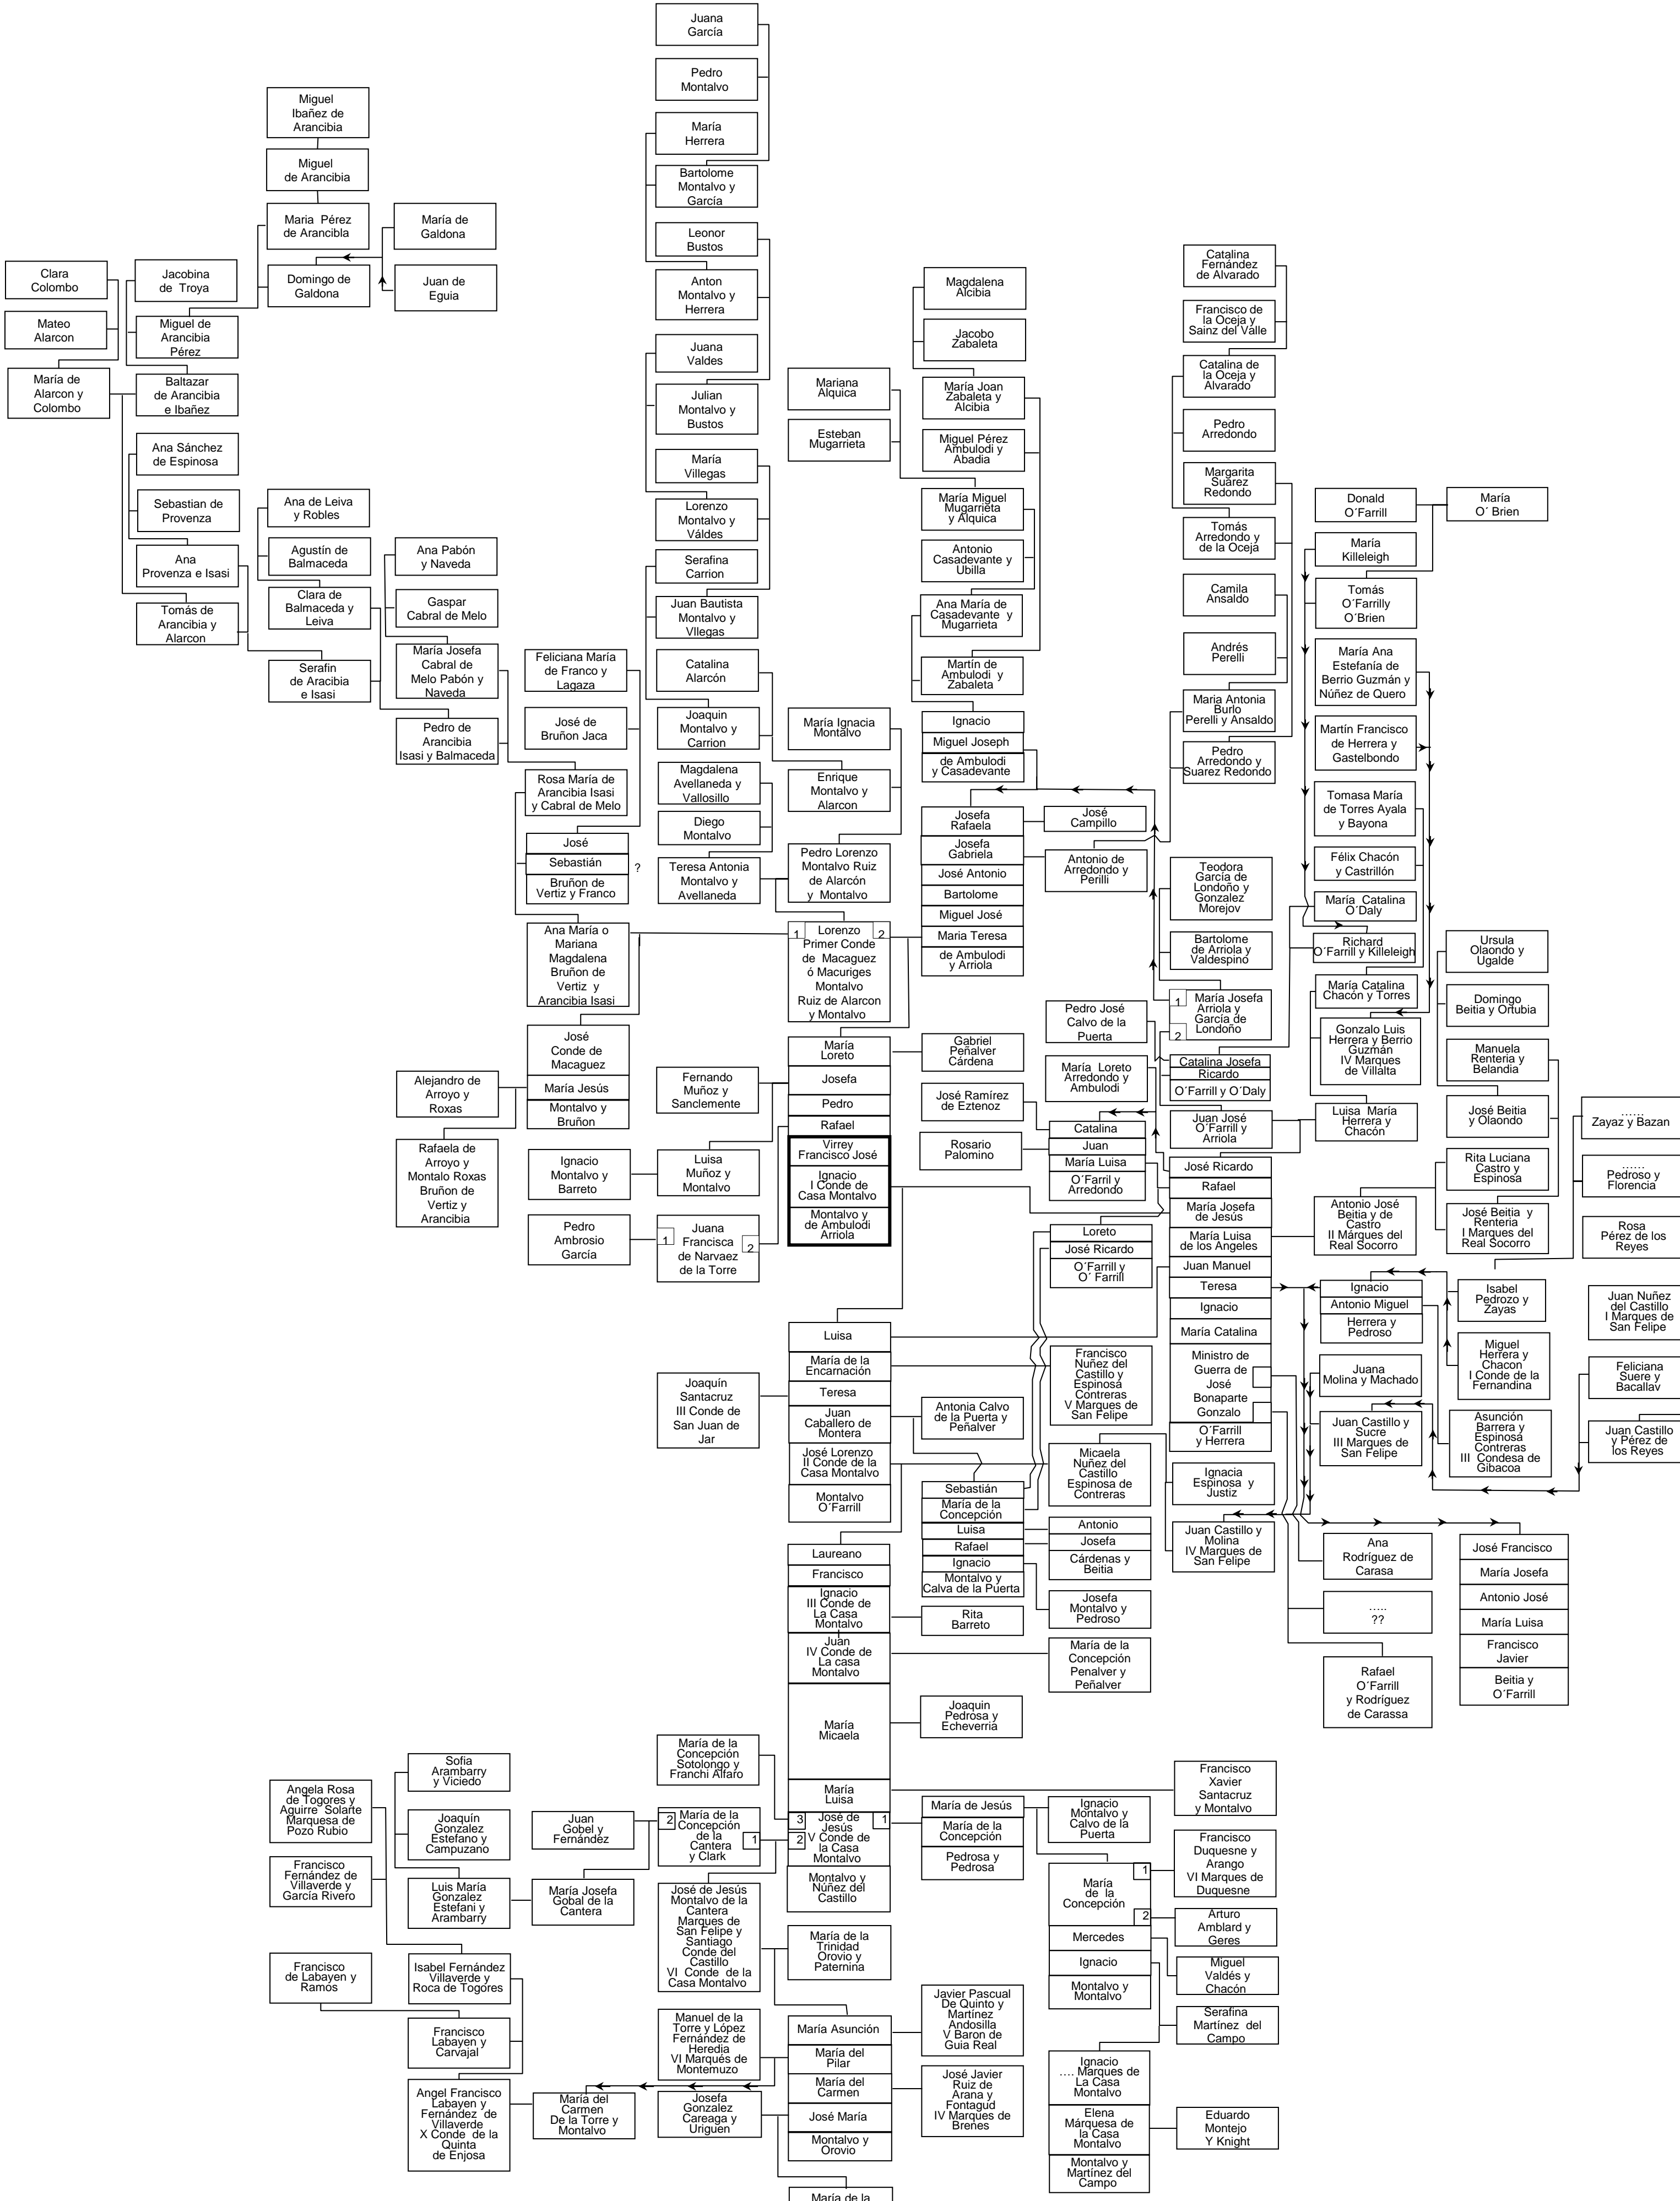 Juana
García
Pedro
Montalvo
María
Herrera
Bartolome
Montalvo y
García
Leonor
Bustos
Anton
Montalvo y
Herrera
Juana
Valdes
Julian
Montalvo y
Bustos
María
Villegas
Lorenzo
Montalvo y
Váldes
Serafina
Carrion
Juan Bautista
Montalvo y
Vllegas
Catalina
Alarcón
Joaquin
Montalvo y
Carrion
Magdalena
Avellaneda y
Vallosillo
Diego
Montalvo
Teresa Antonia
Montalvo y
Avellaneda
Miguel
Ibañez de
Arancibia
Miguel
de Arancibia
Maria Pérez
de Arancibla
Domingo de
Galdona
María de
Galdona
Juan de
Eguia
Clara
Colombo
Mateo
Alarcon
María de
Alarcon y
Colombo
Jacobina
de Troya
Miguel de
Arancibia
Pérez
Baltazar
de Arancibia
e Ibañez
Ana Sánchez
de Espinosa
Sebastian de
Provenza
Ana
Provenza e Isasi
Tomás de
Arancibia y
Alarcon
Ana de Leiva
y Robles
Agustín de
Balmaceda
Clara de
Balmaceda y
Leiva
Serafin
de Aracibia
e Isasi
Ana Pabón
y Naveda
Gaspar
Cabral de Melo
María Josefa
Cabral de
Melo Pabón y
Naveda
Pedro de
Arancibia
Isasi y Balmaceda
Feliciana María
de Franco y
Lagaza
José de
Bruñon Jaca
Rosa María de
Arancibia Isasi
y Cabral de Melo
José
Sebastián
?
Bruñon de
Vertiz y Franco
Ana María o
Mariana
Magdalena
Bruñon de
Vertiz y
Arancibia Isasi
José
Conde de
Macaguez
María Jesús
Montalvo y
Bruñon
Alejandro de
Arroyo y
Roxas
Rafaela de
Arroyo y
Montalo Roxas
Bruñon de
Vertiz y
Arancibia
Mariana
Alquica
Esteban
Mugarrieta
María Ignacia
Montalvo
Enrique
Montalvo y
Alarcon
Pedro Lorenzo
Montalvo Ruiz
de Alarcón
y Montalvo
1
2
Lorenzo
Primer Conde
de Macaguez
ó Macuriges
Montalvo
Ruiz de Alarcon
y Montalvo
Magdalena
Alcibia
Jacobo
Zabaleta
María Joan
Zabaleta y
Alcibia
Miguel Pérez
Ambulodi y
Abadia
María Miguel
Mugarrieta
y Alquica
Antonio
Casadevante y
Ubilla
Ana María de
Casadevante y
Mugarrieta
Martín de
Ambulodi y
Zabaleta
Ignacio
Miguel Joseph
de Ambulodi
y Casadevante
Josefa
Rafaela
Josefa
Gabriela
José Antonio
Bartolome
Miguel José
Maria Teresa
de Ambulodi
y Arriola
José
Campillo
Antonio de
Arredondo y
Perilli
Catalina
Fernández
de Alvarado
Francisco de
la Oceja y
Sainz del Valle
Catalina de
la Oceja y
Alvarado
Pedro
Arredondo
Margarita
Suárez
Redondo
Tomás
Arredondo y
de la Oceja
Camila
Ansaldo
Andrés
Perelli
Maria Antonia
Burlo
Perelli y Ansaldo
Pedro
Arredondo y
Suarez Redondo
Teodora
García de
Londoño y
Gonzalez
Morejov
Bartolome
de Arriola y
Valdespino
1
2
María Josefa
Arriola y
García de
Londoño
Catalina Josefa
Ricardo
O´Farrill y O´Daly
Juan José
O´Farrill y
Arriola
Donald
O´Farrill
María
O´ Brien
María
Killeleigh
Tomás
O´Farrilly
O´Brien
María Ana
Estefanía de
Berrio Guzmán y
Núñez de Quero
Martín Francisco
de Herrera y
Gastelbondo
Tomasa María
de Torres Ayala
y Bayona
Félix Chacón
y Castrillón
María Catalina
O´Daly
Richard
O´Farrill y Killeleigh
María Catalina
Chacón y Torres
Gonzalo Luis
Herrera y Berrio
Guzmán
IV Marques
de Villalta
Luisa María
Herrera y
Chacón
Ursula
Olaondo y
Ugalde
Domingo
Beitia y Ortubia
Manuela
Renteria y
Belandia
José Beitia
y Olaondo
Rita Luciana
Castro y
Espinosa
José Beitia y
Renteria
I Marques del
Real Socorro
Antonio José
Beitia y de
Castro
II Márques del
Real Socorro
……
Zayaz y Bazan
……
Pedroso y
Florencia
Rosa
Pérez de los
Reyes
Juan Nuñez
del Castillo
I Marques de
San Felipe
Feliciana
Suere y
Bacallav
Juan Castillo
y Pérez de
los Reyes
Isabel
Pedrozo y
Zayas
Miguel
Herrera y
Chacon
I Conde de la
Fernandina
Asunción
Barrera y
Espinosa
Contreras
III Condesa de
Gibacoa
Ignacio
Antonio Miguel
Herrera y
Pedroso
Juana
Molina y Machado
Juan Castillo y
Sucre
III Marques de
San Felipe
María
Loreto
Josefa
Pedro
Rafael
Virrey
Francisco José
Ignacio
I Conde de
Casa Montalvo
Montalvo y
de Ambulodi
Arriola
Gabriel
Peñalver
Cárdena
Fernando
Muñoz y
Sanclemente
Ignacio
Montalvo y
Barreto
Luisa
Muñoz y
Montalvo
Pedro
Ambrosio
García
1
2
Juana
Francisca
de Narvaez
de la Torre
Pedro José
Calvo de la
Puerta
María Loreto
Arredondo y
Ambulodi
José Ramírez
de Eztenoz
Rosario
Palomino
Catalina
Juan
María Luisa
O´Farril y
Arredondo
José Ricardo
Rafael
María Josefa
de Jesús
María Luisa
de los Angeles
Juan Manuel
Teresa
Ignacio
María Catalina
Ministro de
Guerra de
José
Bonaparte
Gonzalo
O´Farrill
y Herrera
Loreto
José Ricardo
O´Farrill y
O´ Farrill
Luisa
María de la
Encarnación
Teresa
Juan
Caballero de
Montera
José Lorenzo
II Conde de la
Casa Montalvo
Montalvo
O´Farrill
Joaquín
Santacruz
III Conde de
San Juan de
Jar
Antonia Calvo
de la Puerta y
Peñalver
Francisco
Nuñez del
Castillo y
Espinosa
Contreras
V Marques de
San Felipe
Micaela
Nuñez del
Castillo
Espinosa de
Contreras
Ignacia
Espinosa y
Justiz
Juan Castillo y
Molina
IV Marques de
San Felipe
Sebastián
María de la
Concepción
Luisa
Rafael
Ignacio
Montalvo y
Calva de la Puerta
Antonio
Josefa
Cárdenas y
Beitia
Josefa
Montalvo y
Pedroso
Ana
Rodríguez de
Carasa
…..
??
Rafael
O´Farrill
y Rodríguez
de Carassa
José Francisco
María Josefa
Antonio José
María Luisa
Francisco
Javier
Beitia y
O´Farrill
Laureano
Francisco
Ignacio
III Conde de
La Casa
Montalvo
Juan
IV Conde de
La casa
Montalvo
María
Micaela
María
Luisa
3
1
2
José de
Jesús
V Conde de
la Casa
Montalvo
Montalvo y
Núñez del
Castillo
Rita
Barreto
María de la
Concepción
Penalver y
Peñalver
Joaquin
Pedrosa y
Echeverria
Francisco
Xavier
Santacruz
y Montalvo
María de la
Concepción
Sotolongo y
Franchi Alfaro
2
1
María de la
Concepción
de la
Cantera
y Clark
Juan
Gobel y
Fernández
María Josefa
Gobal de la
Cantera
Sofia
Arambarry
y Viciedo
Joaquín
Gonzalez
Estefano y
Campuzano
Luis María
Gonzalez
Estefani y
Arambarry
Angela Rosa
de Togores y
Aguirre Solarte
Marquesa de
Pozo Rubio
Francisco
Fernández de
Villaverde y
García Rivero
Isabel Fernández
Villaverde y
Roca de Togores
Francisco
de Labayen y
Ramos
Francisco
Labayen y
Carvajal
Angel Francisco
Labayen y
Fernández de
Villaverde
X Conde de la
Quinta
de Enjosa
María del
Carmen
De la Torre y
Montalvo
José de Jesús
Montalvo de la
Cantera
Marques de
San Felipe y
Santiago
Conde del
Castillo
VI Conde de la
Casa Montalvo
María de la
Trinidad
Orovio y
Paternina
Manuel de la
Torre y López
Fernández de
Heredia
VI Marqués de
Montemuzo
Josefa
Gonzalez
Careaga y
Uriguen
María Asunción
María del
Pilar
María del
Carmen
José María
Montalvo y
Orovio
María de la
Javier Pascual
De Quinto y
Martínez
Andosilla
V Baron de
Guia Real
José Javier
Ruiz de
Arana y
Fontagud
IV Marques de
Brenes
María de Jesús
María de la
Concepción
Pedrosa y
Pedrosa
Ignacio
Montalvo y
Calvo de la
Puerta
1
2
María
de la
Concepción
Mercedes
Ignacio
Montalvo y
Montalvo
Francisco
Duquesne y
Arango
VI Marques de
Duquesne
Arturo
Amblard y
Geres
Miguel
Valdés y
Chacón
Serafina
Martínez del
Campo
Ignacio
…. Marques de
La Casa
Montalvo
Elena
Márquesa de
la Casa
Montalvo
Montalvo y
Martínez del
Campo
Eduardo
Montejo
Y Knight